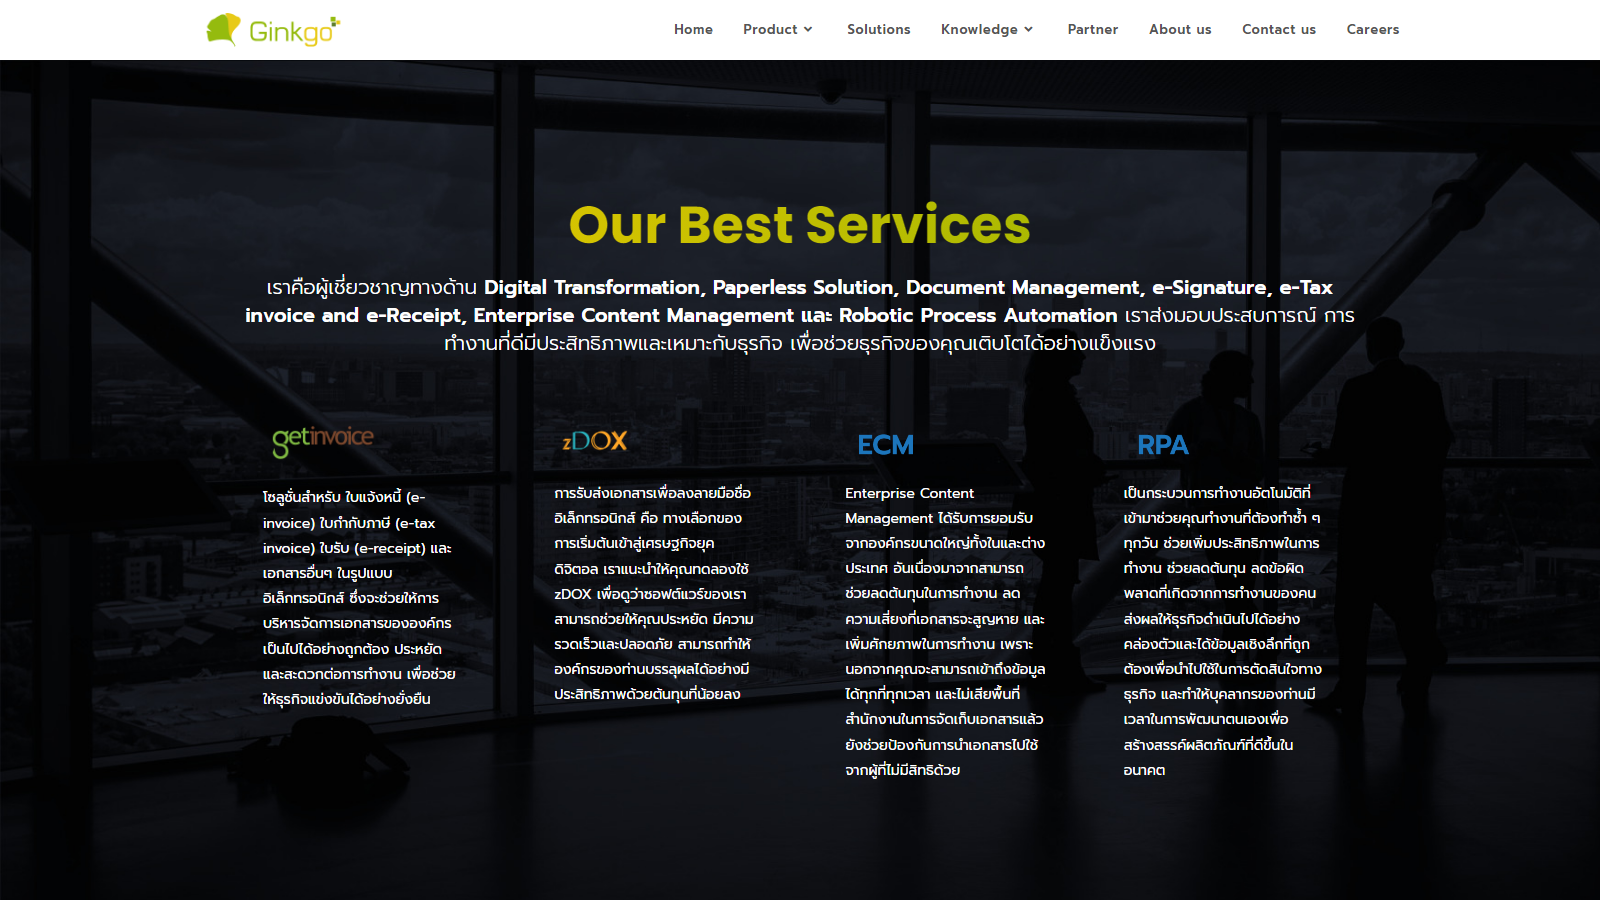 Ginkgo
Home Product Solutions Knowledge Partner About us Contact us Careers
Our Best Services
เราคือผู้เชี่ยวชาญทางด้าน Digital Transformation, Paperless Solution, Document Management, e-Signature, e-Tax
invoice and e-Receipt, Enterprise Content Management และ Robotic Process Automation เราส่งมอบประสบการณ์ การ
ทำงานที่ดีมีประสิทธิภาพและเหมาะกับธุรกิจ เพื่อช่วยธุรกิจของคุณเติบโตได้อย่างแข็งแรง
getinvoice
โซลูชั่นสำหรับ ใบแจ้งหนี้ (e-
invoice) ใบกำกับภาษี (e-tax
invoice) ใบรับ (e-receipt) และ
เอกสารอื่นๆ ในรูปแบบ
อิเล็กทรอนิกส์ ซึ่งจะช่วยให้การ
บริหารจัดการเอกสารขององค์กร
เป็นไปได้อย่างถูกต้อง ประหยัด
และสะดวกต่อการทำงาน เพื่อช่วย
ให้ธุรกิจแข่งขันได้อย่างยั่งยืน
zDOX
การรับส่งเอกสารเพื่อลงลายมือชื่อ
อิเล็กทรอนิกส์ คือ ทางเลือกของ
การเริ่มต้นเข้าสู่เศรษฐกิจยุค
ดิจิตอล เราแนะนำให้คุณทดลองใช้
zDOX เพื่อดูว่าซอฟต์แวร์ของเรา
สามารถช่วยให้คุณประหยัด มีความ
รวดเร็วและปลอดภัย สามารถทำให้
องค์กรของท่านบรรลุผลได้อย่างมี
ประสิทธิภาพด้วยต้นทุนที่น้อยลง
ECM
Enterprise Content
Management ได้รับการยอมรับ
จากองค์กรขนาดใหญ่ทั้งในและต่าง
ประเทศ อันเนื่องมาจากสามารถ
ช่วยลดต้นทุนในการทำงาน ลด
ความเสี่ยงที่เอกสารจะสูญหาย และ
เพิ่มศักยภาพในการทำงาน เพราะ
นอกจากคุณจะสามารถเข้าถึงข้อมูล
ได้ทุกที่ทุกเวลา และไม่เสียพื้นที่
สำนักงานในการจัดเก็บเอกสารแล้ว
ยังช่วยป้องกันการนำเอกสารไปใช้
จากผู้ที่ไม่มีสิทธิด้วย
RPA
เป็นกระบวนการทำงานอัตโนมัติที่
เข้ามาช่วยคุณทำงานที่ต้องทำซ้ำ ๆ
ทุกวัน ช่วยเพิ่มประสิทธิภาพในการ
ทำงาน ช่วยลดต้นทุน ลดข้อผิด
พลาดที่เกิดจากการทำงานของคน
ส่งผลให้ธุรกิจดำเนินไปได้อย่าง
คล่องตัวและได้ข้อมูลเชิงลึกที่ถูก
ต้องเพื่อนำไปใช้ในการตัดสินใจทาง
ธุรกิจ และทำให้บุคลากรของท่านมี
เวลาในการพัฒนาตนเองเพื่อ
สร้างสรรค์ผลิตภัณฑ์ที่ดีขึ้นใน
อนาคต